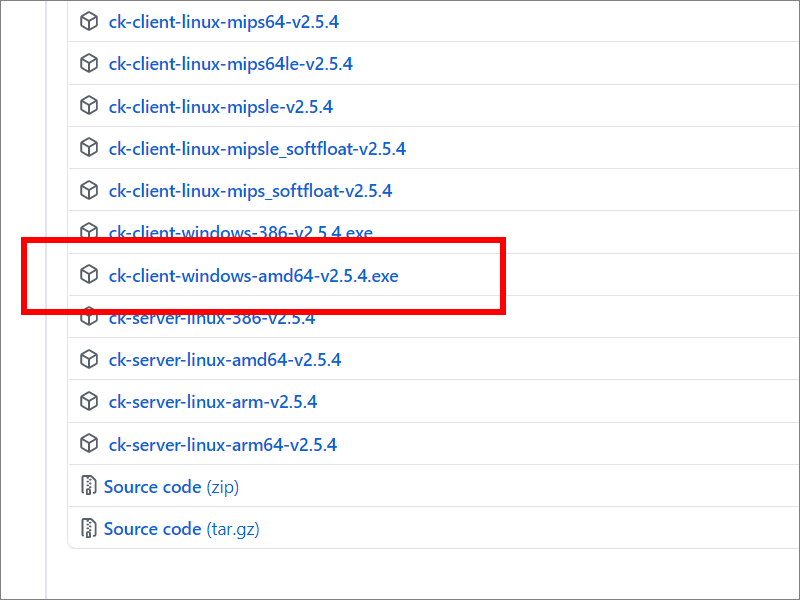 ck-client-linux-mips64-v2.5.4
ck-client-linux-mips64le-v2.5.4
ck-client-linux-mipsle-v2.5.4
ck-client-linux-mipsle_softfloat-v2.5.4
ck-client-linux-mips_softfloat-v2.5.4
ck-client-windows-386-v2.5.4.exe
ck-client-windows-amd64-v2.5.4.exe
ck-server-linux-386-v2.5.4
ck-server-linux-amd64-v2.5.4
ck-server-linux-arm-v2.5.4
ck-server-linux-arm64-v2.5.4
Source code (zip)
Source code (tar.gz)